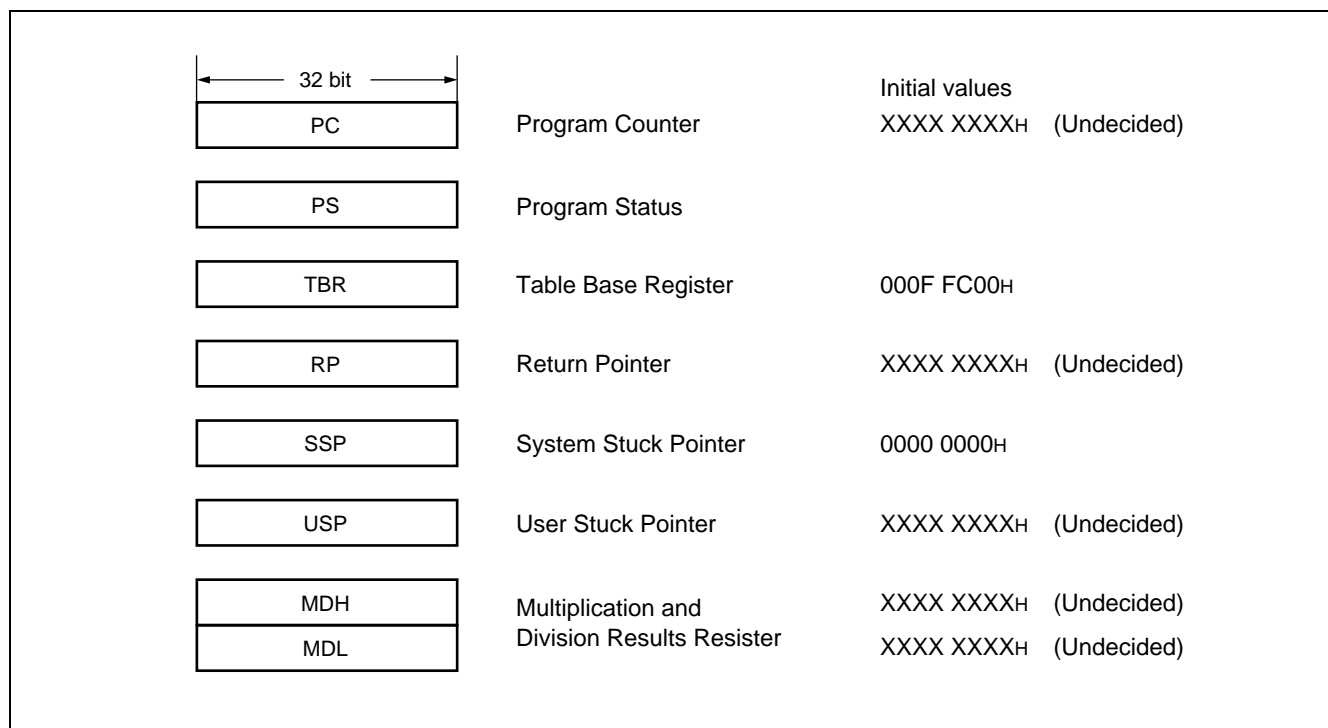 32 bit
Initial values
PC Program Counter XXXX XXXXH (Undecided)
PS Program Status
TBR Table Base Register 000F FC00H
RP Return Pointer XXXX XXXXH (Undecided)
SSP System Stuck Pointer 0000 0000H
USP User Stuck Pointer XXXX XXXXH (Undecided)
MDH Multiplication and XXXX XXXXH (Undecided)
MDL Division Results Resister XXXX XXXXH (Undecided)